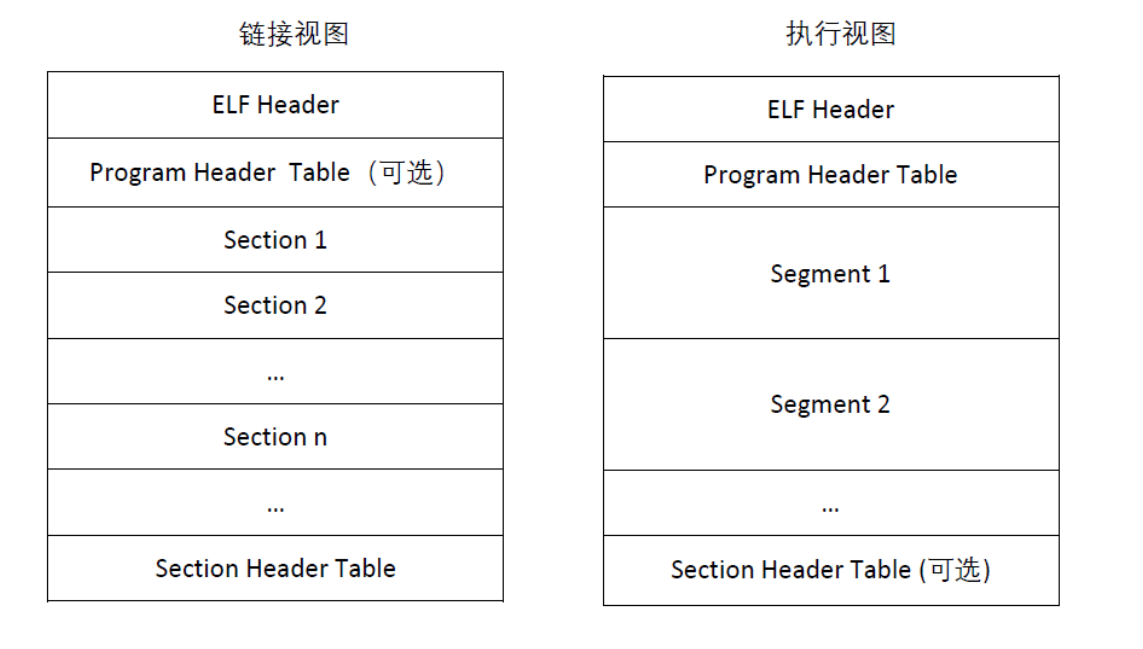 链接视图
ELF Header
Program Header Table（可选）
Section 1
Section 2
...
Section n
...
Section Header Table
执行视图
ELF Header
Program Header Table
Segment 1
Segment 2
...
Section Header Table (可选)